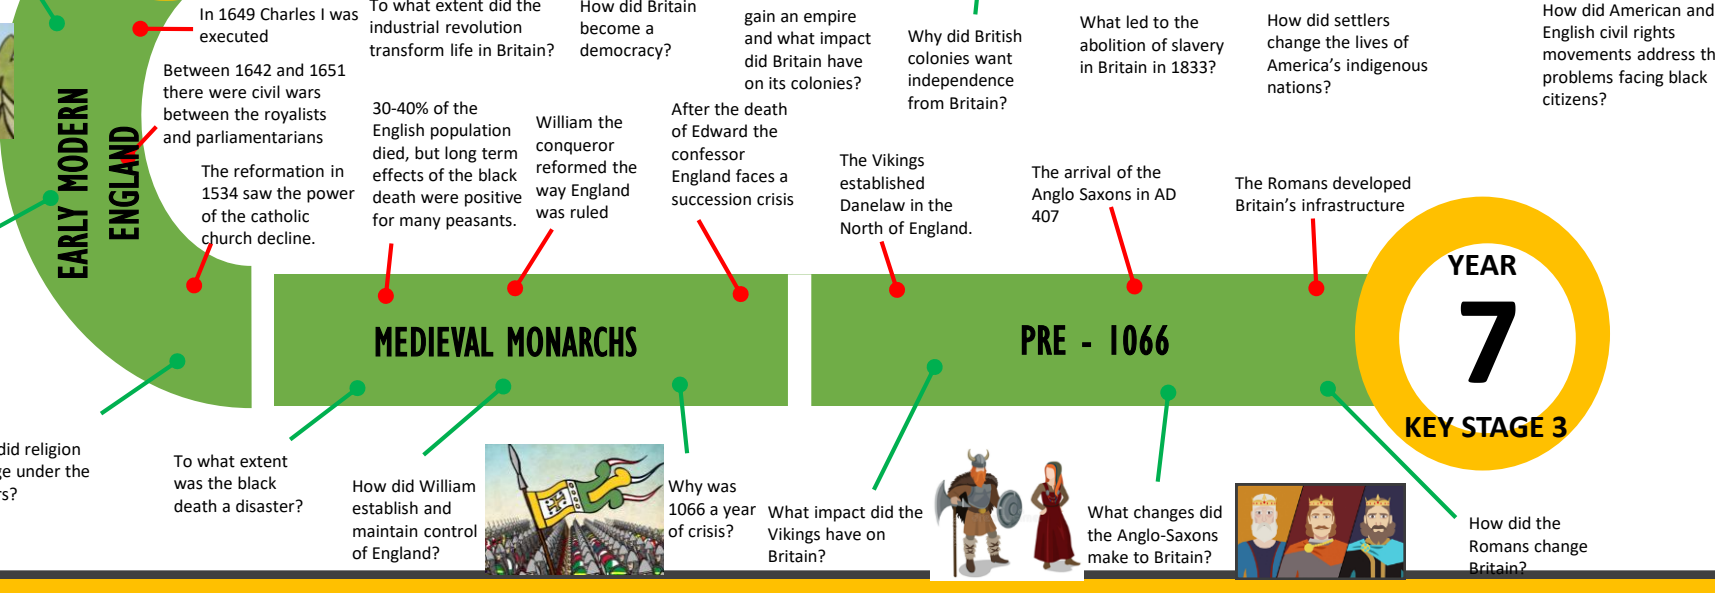 In 1649 Charles I was
executed
To what extent did the
industrial revolution
transform life in Britain?
How did Britain
become a
democracy?
gain an empire
and what impact
did Britain have
on its colonies?
Why did British
colonies want
independence
from Britain?
What led to the
abolition of slavery
in Britain in 1833?
How did settlers
change the lives of
America's indigenous
nations?
How did American and
English civil rights
movements address th
problems facing black
citizens?
Between 1642 and 1651
there were civil wars
between the royalists
and parliamentarians
The reformation in
1534 saw the power
of the catholic
church decline.
30-40% of the
English population
died, but long term
effects of the black
death were positive
for many peasants.
William the
conqueror
reformed the
way England
was ruled
After the death
of Edward the
confessor
England faces a
succession crisis
The Vikings
established
Danelaw in the
North of England.
The arrival of the
Anglo Saxons in AD
407
The Romans developed
Britain's infrastructure
EARLY MODERN
ENGLAND
MEDIEVAL MONARCHS
PRE - 1066
YEAR
7
KEY STAGE 3
did religion
ge under the
rs?
To what extent
was the black
death a disaster?
How did William
establish and
maintain control
of England?
Why was
1066 a year
of crisis?
What impact did the
Vikings have on
Britain?
What changes did
the Anglo-Saxons
make to Britain?
How did the
Romans change
Britain?